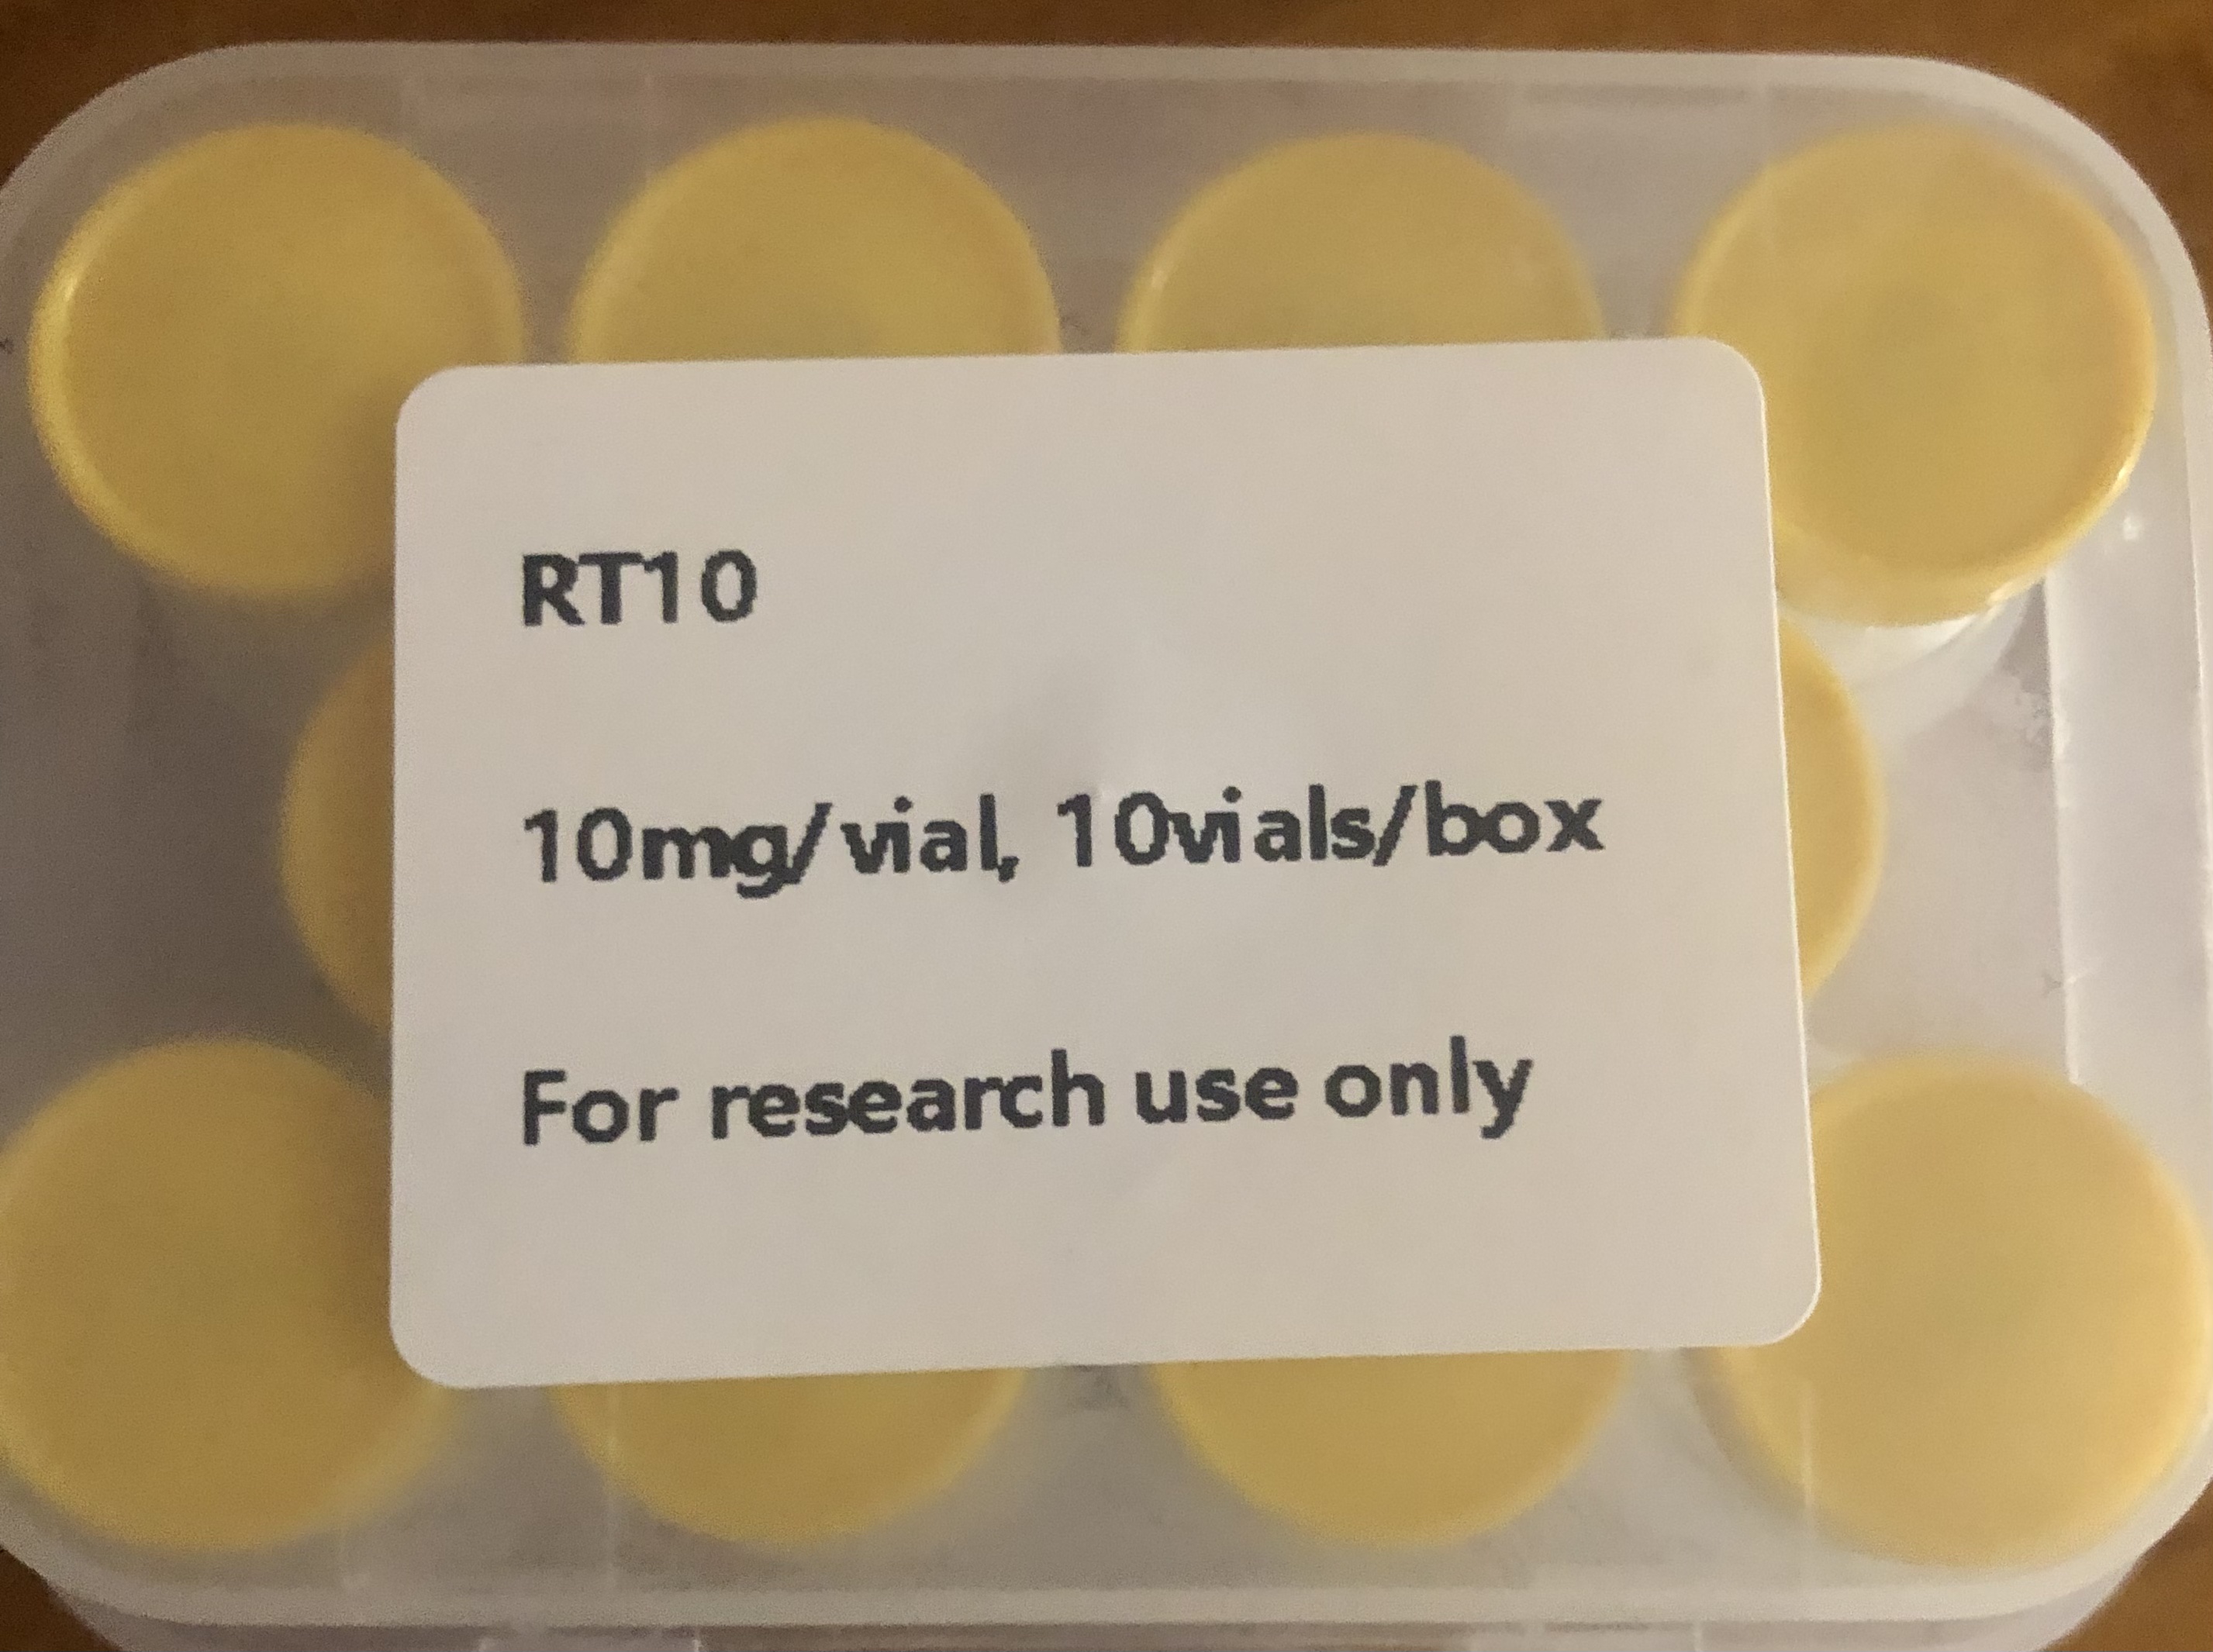 RT10
10mg/vial, 10vials/box
For research use only